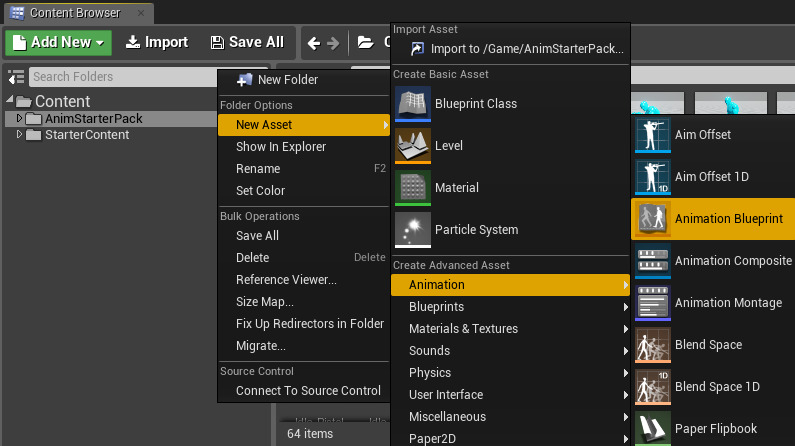 Content Browser
Add New
Import
Save All
Search Folders
Content
AnimStarterPack
StarterContent
New Folder
Folder Options
New Asset
Show In Explorer
Rename F2
Set Color
Bulk Operations
Save All
Delete Delete
Reference Viewer...
Size Map...
Fix Up Redirectors in Folder
Migrate...
Source Control
Connect To Source Control
64 items
Import Asset
Import to /Game/AnimStarterPack...
Create Basic Asset
Blueprint Class
Level
Material
Particle System
Create Advanced Asset
Animation
Blueprints
Materials & Textures
Sounds
Physics
User Interface
Miscellaneous
Paper2D
Aim Offset
1D
Aim Offset 1D
Animation Blueprint
Animation Composite
Animation Montage
Blend Space
1D
Blend Space 1D
Paper Flipbook